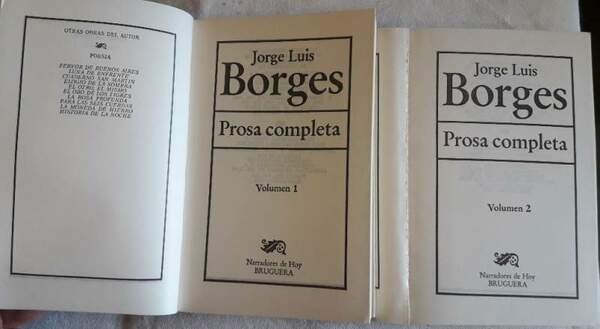 OTRAS OBRAS DEL AUTOR
POESIA
FERVOR DE BUENOS AIRES
LUNA DE ENFRENTE
CUADERNO SAN MARTIN
ELOGIO DE LA SOMBRA
EL OTRO, EL MISMO
EL ORO DE LOS TIGRES
LA ROSA PROFUNDA
PARA LAS SEIS CUERDAS
LA MONEDA DE HIERRO
HISTORIA DE LA NOCHE
Jorge Luis
Borges
Prosa completa
Volumen 1
Narradores de Hoy
BRUGUERA
Jorge Luis
Borges
Prosa completa
Volumen 2
Narradores de Hoy
BRUGUERA